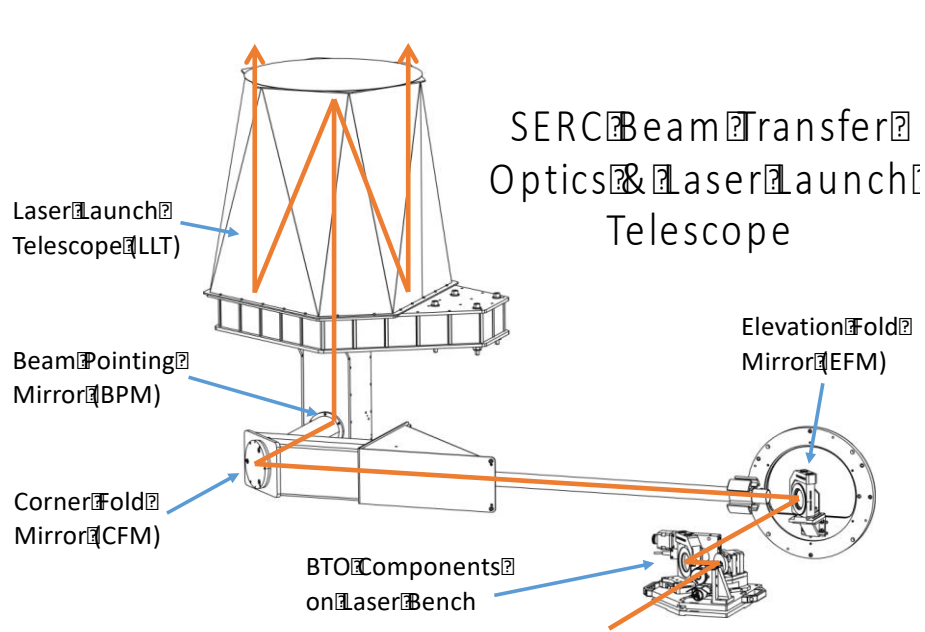 SERC Beam Transfer
Optics & Laser Launch
Telescope
Laser Launch
Telescope (LLT)
Beam Pointing
Mirror (BPM)
Corner Fold
Mirror (CFM)
Elevation Fold
Mirror (EFM)
BTO Components
on Laser Bench